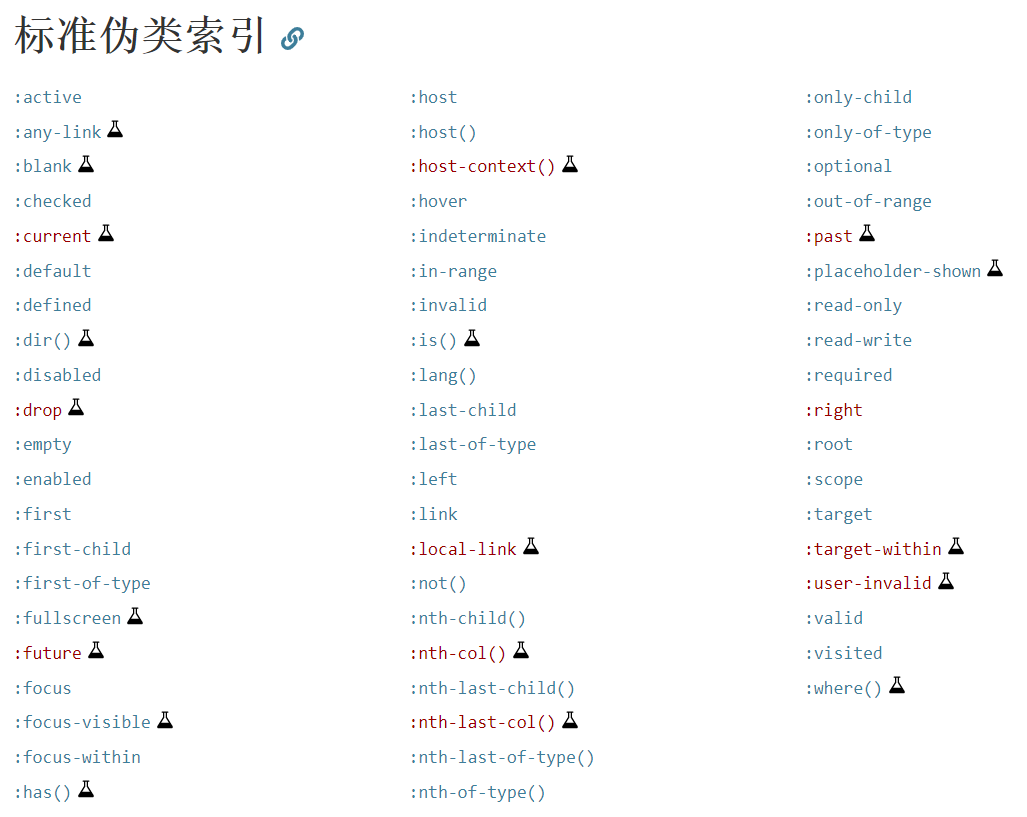 标准伪类索引
:active
:any-link
:blank
:checked
:current
:default
:defined
:dir()
:disabled
:drop
:empty
:enabled
:first
:first-child
:first-of-type
:fullscreen
:future
:focus
:focus-visible
:focus-within
:has()
:host
:host()
:host-context()
:hover
:indeterminate
:in-range
:invalid
:is()
:lang()
:last-child
:last-of-type
:left
:link
:local-link
:not()
:nth-child()
:nth-col()
:nth-last-child()
:nth-last-col()
:nth-last-of-type()
:nth-of-type()
:only-child
:only-of-type
:optional
:out-of-range
:past
:placeholder-shown
:read-only
:read-write
:required
:right
:root
:scope
:target
:target-within
:user-invalid
:valid
:visited
:where()